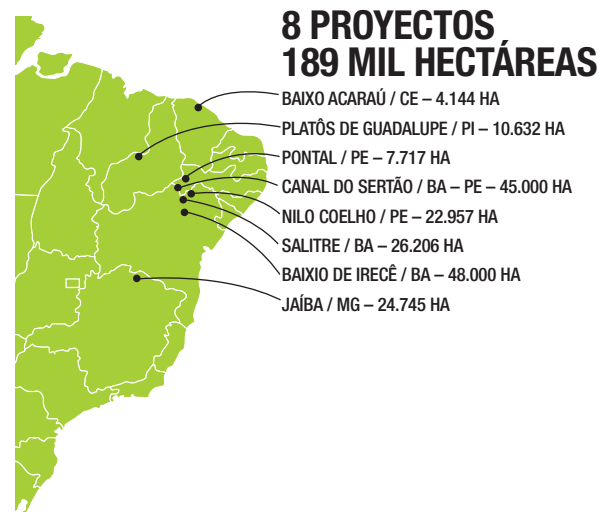 8 PROYECTOS
189 MIL HECTÁREAS
BAIXO ACARAÚ / CE – 4.144 HA
PLATÔS DE GUADALUPE / PI – 10.632 HA
PONTAL / PE – 7.717 HA
CANAL DO SERTÃO / BA – PE – 45.000 HA
NILO COELHO / PE – 22.957 HA
SALITRE / BA – 26.206 HA
BAIXIO DE IRECÊ / BA – 48.000 HA
JAÍBA / MG – 24.745 HA